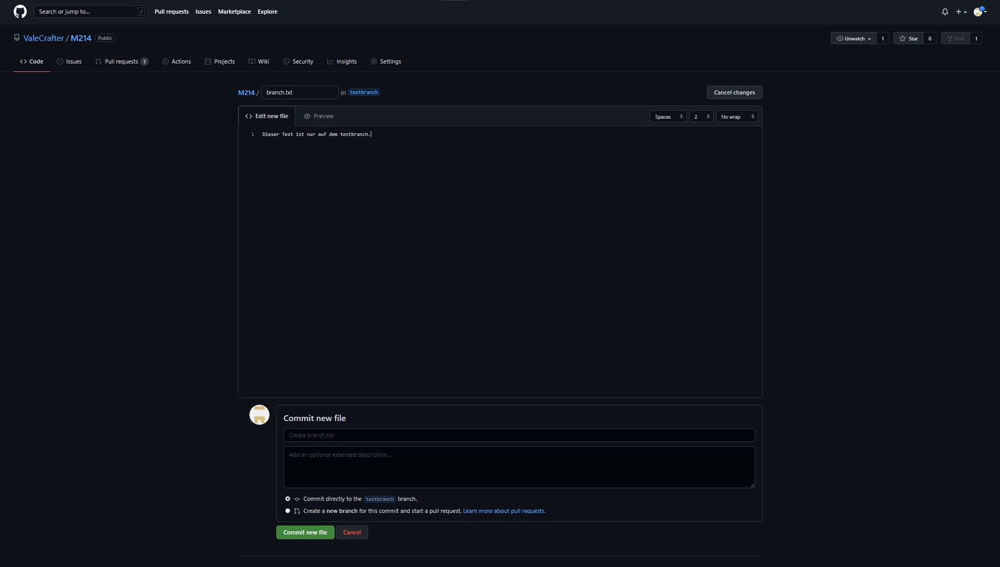 Search or jump to... / Pull requests Issues Marketplace Explore
ValeCrafter / M214 Public Unwatch 1 Star 0 Fork 1
Code Issues Pull requests 1 Actions Projects Wiki Security Insights Settings
M214 / branch.txt in testbranch Cancel changes
Edit new file Preview Spaces 2 No wrap
1 Dieser Text ist nur auf dem testbranch.
Commit new file
Create branch.txt
Add an optional extended description...
Commit directly to the testbranch branch.
Create a new branch for this commit and start a pull request. Learn more about pull requests.
Commit new file Cancel